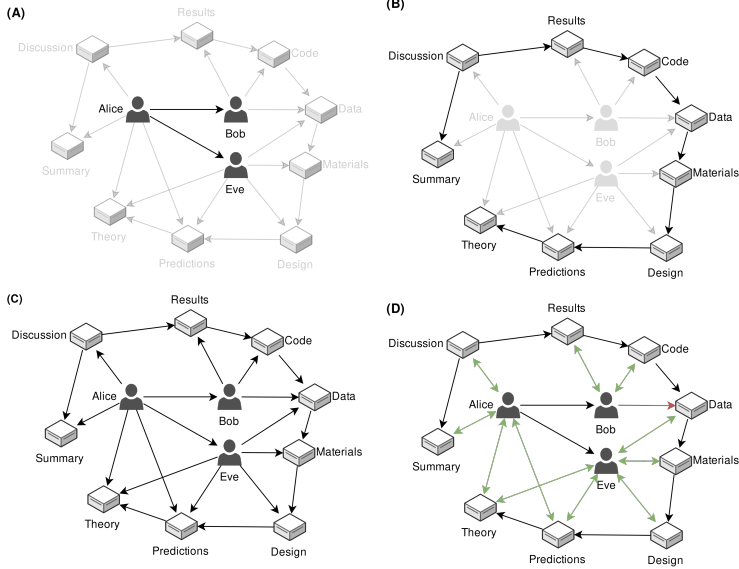 (A)
Results
Discussion
Code
Alice
Bob
Data
Summary
Eve
Materials
Theory
Predictions
Design
(B)
Results
Discussion
Code
Alice
Bob
Data
Summary
Eve
Materials
Theory
Predictions
Design
(C)
Results
Discussion
Code
Alice
Bob
Data
Summary
Eve
Materials
Theory
Predictions
Design
(D)
Results
Discussion
Code
Alice
Bob
Data
Summary
Eve
Materials
Theory
Predictions
Design